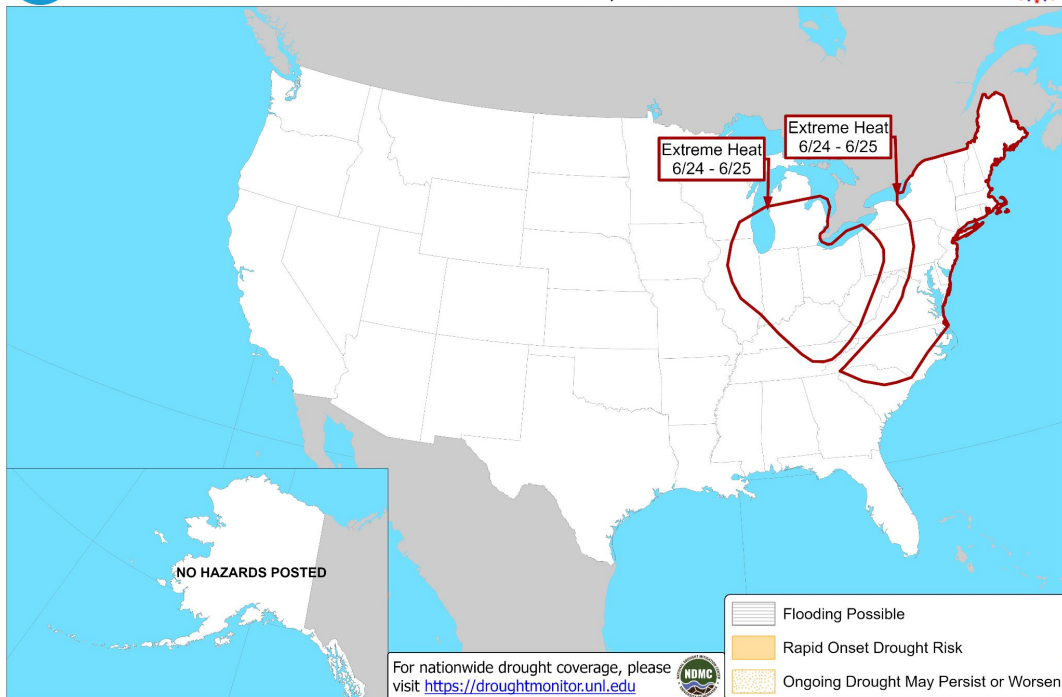 Extreme Heat
6/24 - 6/25
Extreme Heat
6/24 - 6/25
NO HAZARDS POSTED
For nationwide drought coverage, please
visit https://droughtmonitor.unl.edu
NDMC
Flooding Possible
Rapid Onset Drought Risk
Ongoing Drought May Persist or Worsen